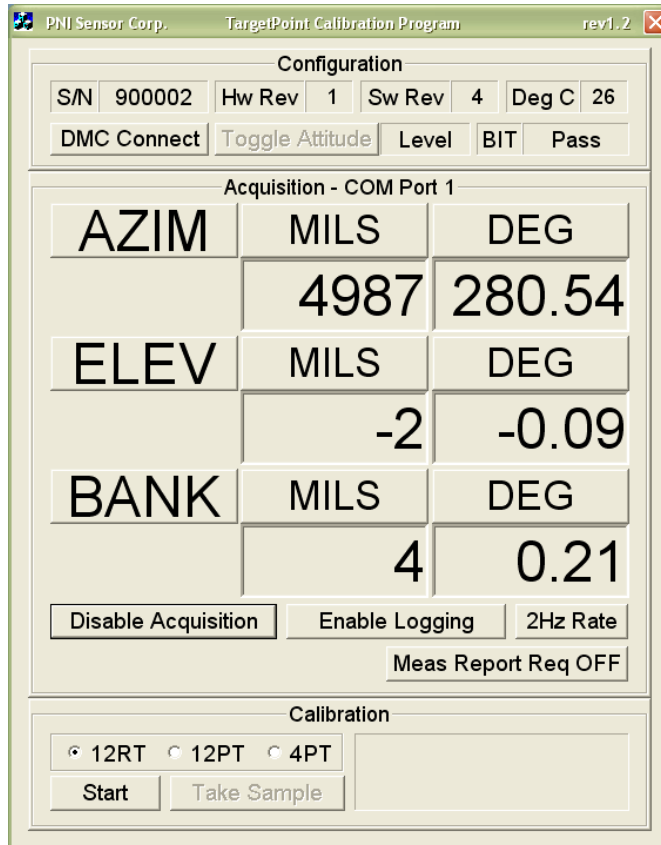 PNI Sensor Corp. TargetPoint Calibration Program rev1.2
Configuration
S/N 900002 Hw Rev 1 Sw Rev 4 Deg C 26
DMC Connect Toggle Attitude Level BIT Pass
Acquisition - COM Port 1
AZIM MILS DEG
4987 280.54
ELEV MILS DEG
-2 -0.09
BANK MILS DEG
4 0.21
Disable Acquisition Enable Logging 2Hz Rate
Meas Report Req OFF
Calibration
12RT 12PT 4PT
Start Take Sample